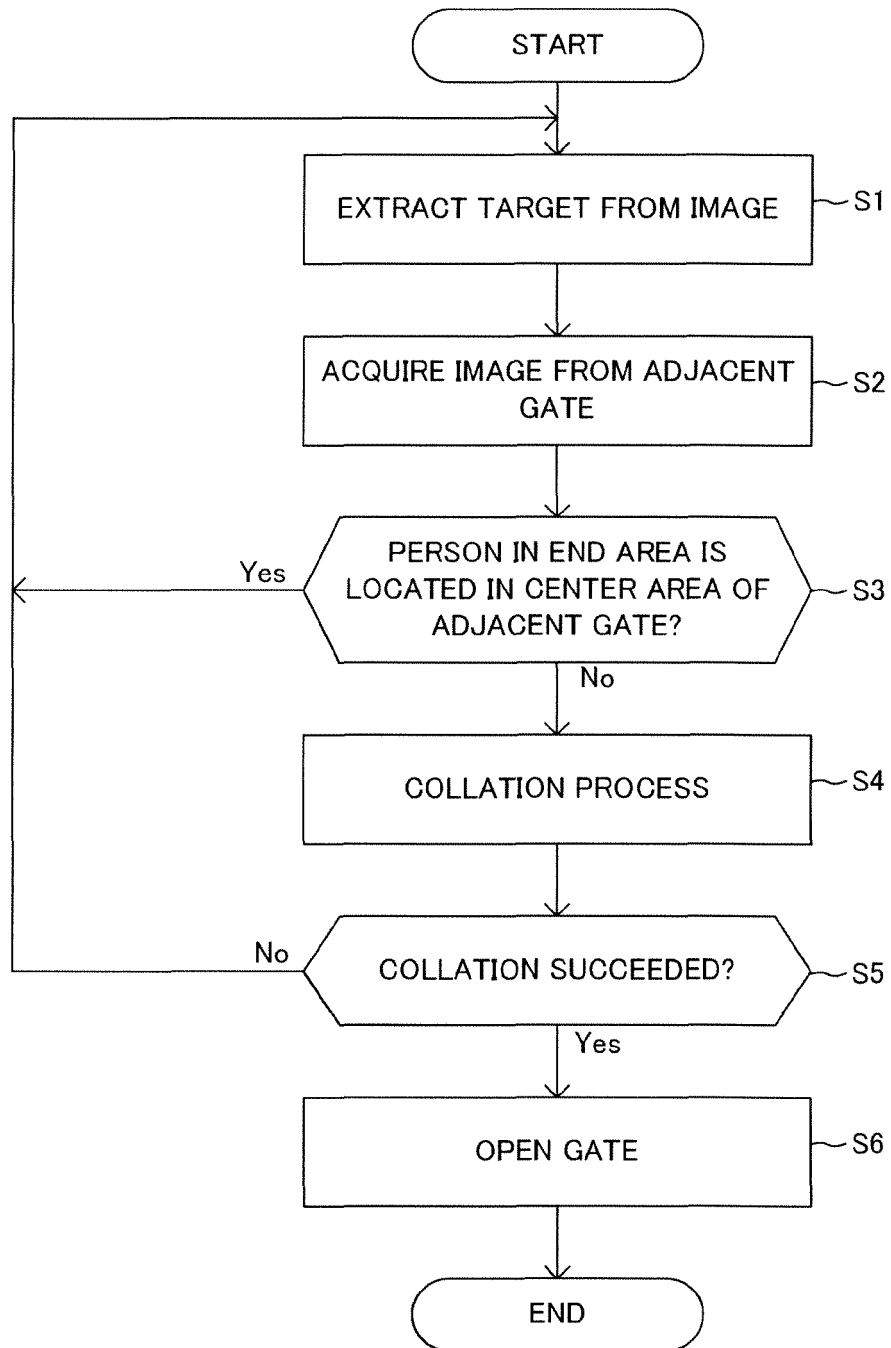 START
EXTRACT TARGET FROM IMAGE
S1
ACQUIRE IMAGE FROM ADJACENT
GATE
S2
PERSON IN END AREA IS
LOCATED IN CENTER AREA OF
ADJACENT GATE?
S3
Yes
No
COLLATION PROCESS
S4
COLLATION SUCCEEDED?
S5
No
Yes
OPEN GATE
S6
END